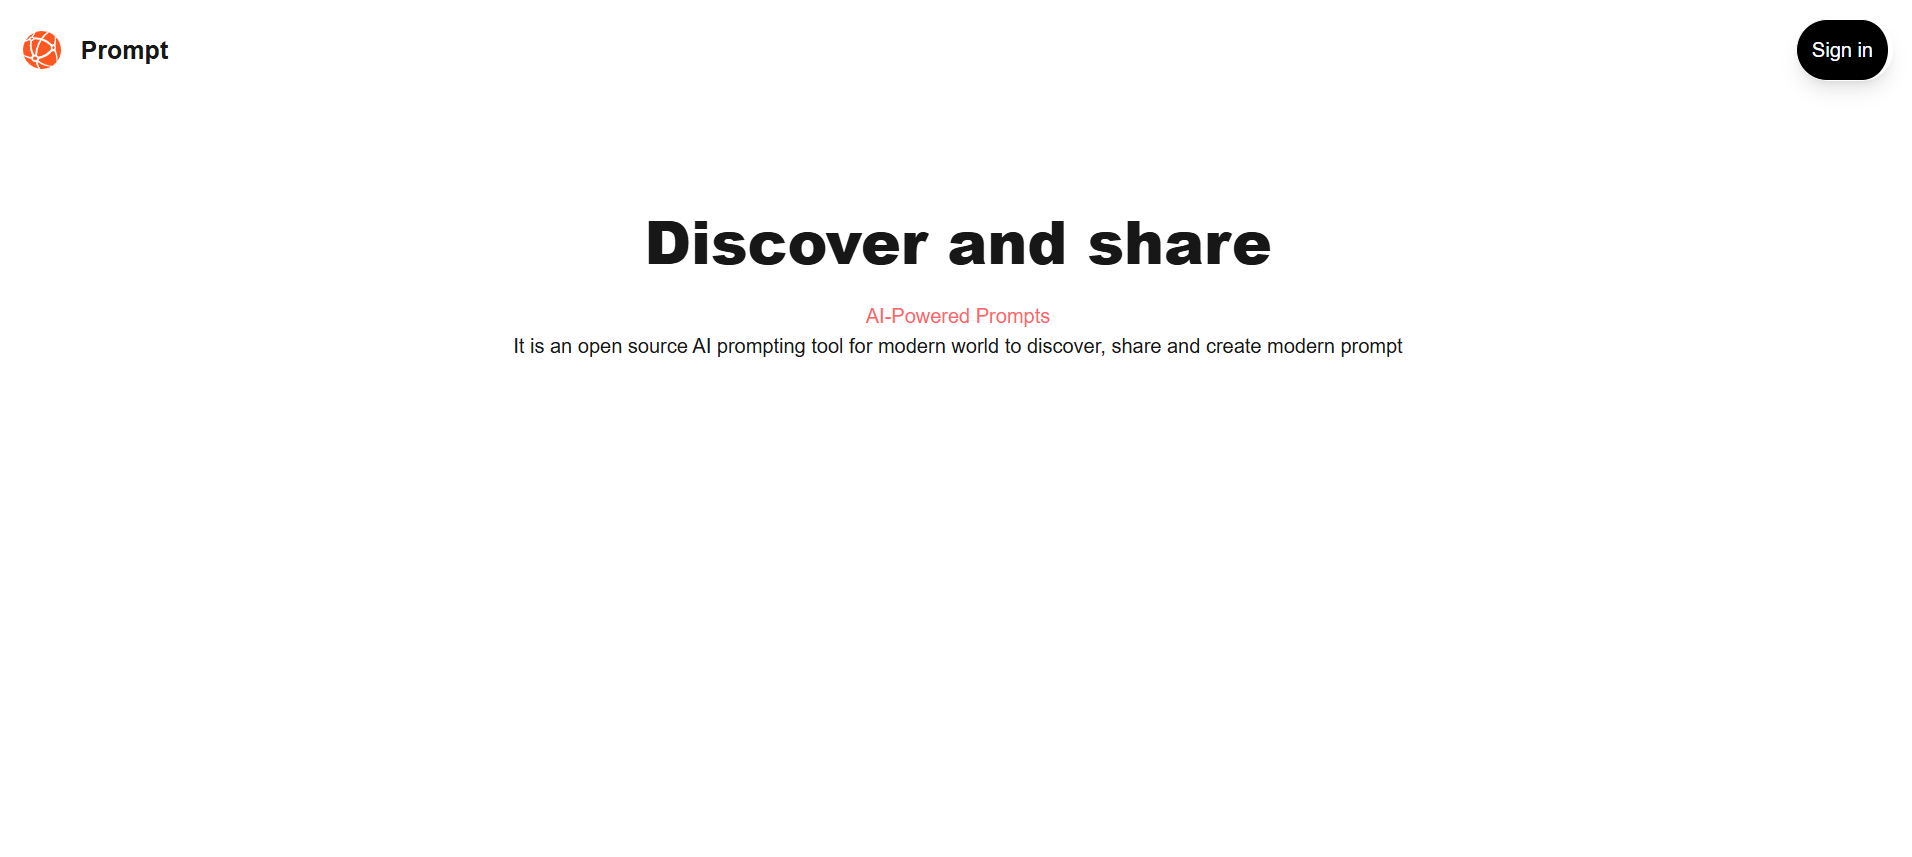 Prompt
Sign in
Discover and share
AI-Powered Prompts
It is an open source AI prompting tool for modern world to discover, share and create modern prompt